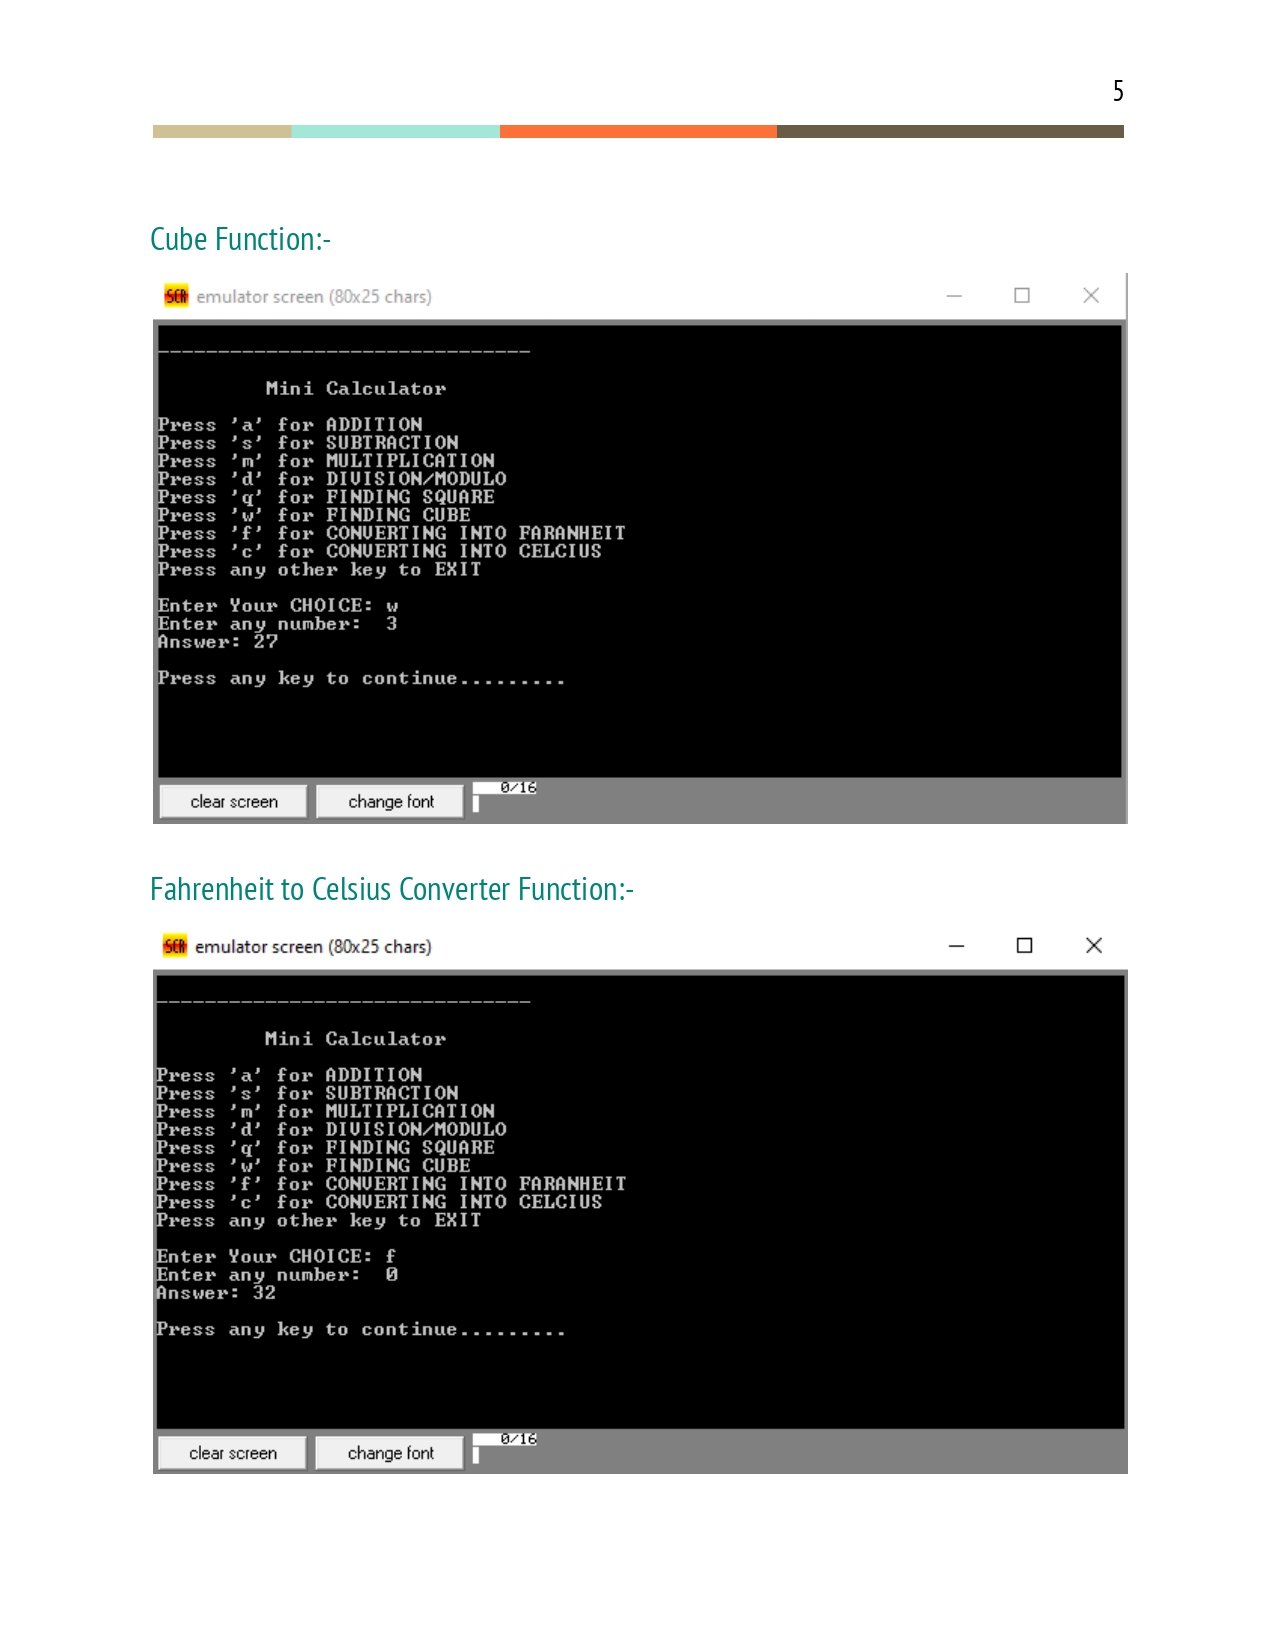 5
Cube Function:-
SCR emulator screen (80x25 chars)
-------------------------------
Mini Calculator
Press 'a' for ADDITION
Press 's' for SUBTRACTION
Press 'm' for MULTIPLICATION
Press 'd' for DIVISION/MODULO
Press 'q' for FINDING SQUARE
Press 'w' for FINDING CUBE
Press 'f' for CONVERTING INTO FARANHEIT
Press 'c' for CONVERTING INTO CELCIUS
Press any other key to EXIT
Enter Your CHOICE: w
Enter any number:  3
Answer: 27
Press any key to continue.........
clear screen change font 0/16
Fahrenheit to Celsius Converter Function:-
SCR emulator screen (80x25 chars)
-------------------------------
Mini Calculator
Press 'a' for ADDITION
Press 's' for SUBTRACTION
Press 'm' for MULTIPLICATION
Press 'd' for DIVISION/MODULO
Press 'q' for FINDING SQUARE
Press 'w' for FINDING CUBE
Press 'f' for CONVERTING INTO FARANHEIT
Press 'c' for CONVERTING INTO CELCIUS
Press any other key to EXIT
Enter Your CHOICE: f
Enter any number:  0
Answer: 32
Press any key to continue.........
clear screen change font 0/16